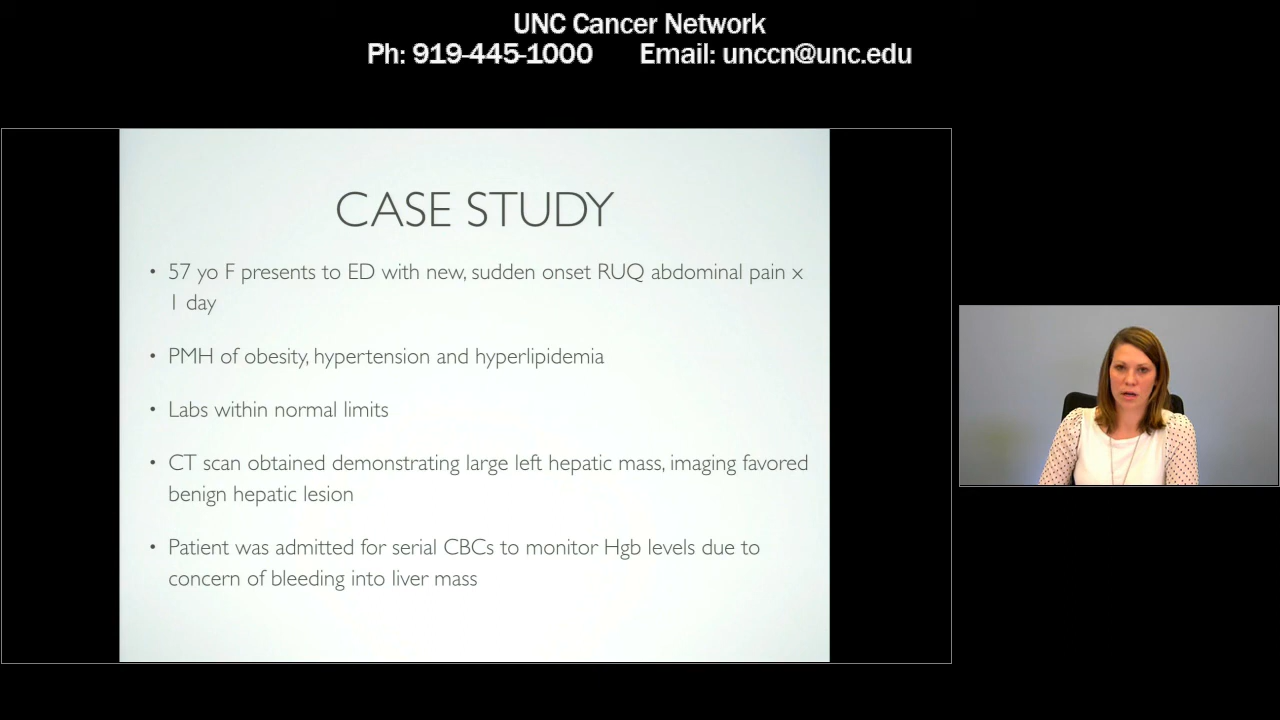 UNC Cancer Network
Ph: 919-445-1000 Email: unccn@unc.edu
CASE STUDY
• 57 yo F presents to ED with new, sudden onset RUQ abdominal pain x
1 day
• PMH of obesity, hypertension and hyperlipidemia
• Labs within normal limits
• CT scan obtained demonstrating large left hepatic mass, imaging favored
benign hepatic lesion
• Patient was admitted for serial CBCs to monitor Hgb levels due to
concern of bleeding into liver mass